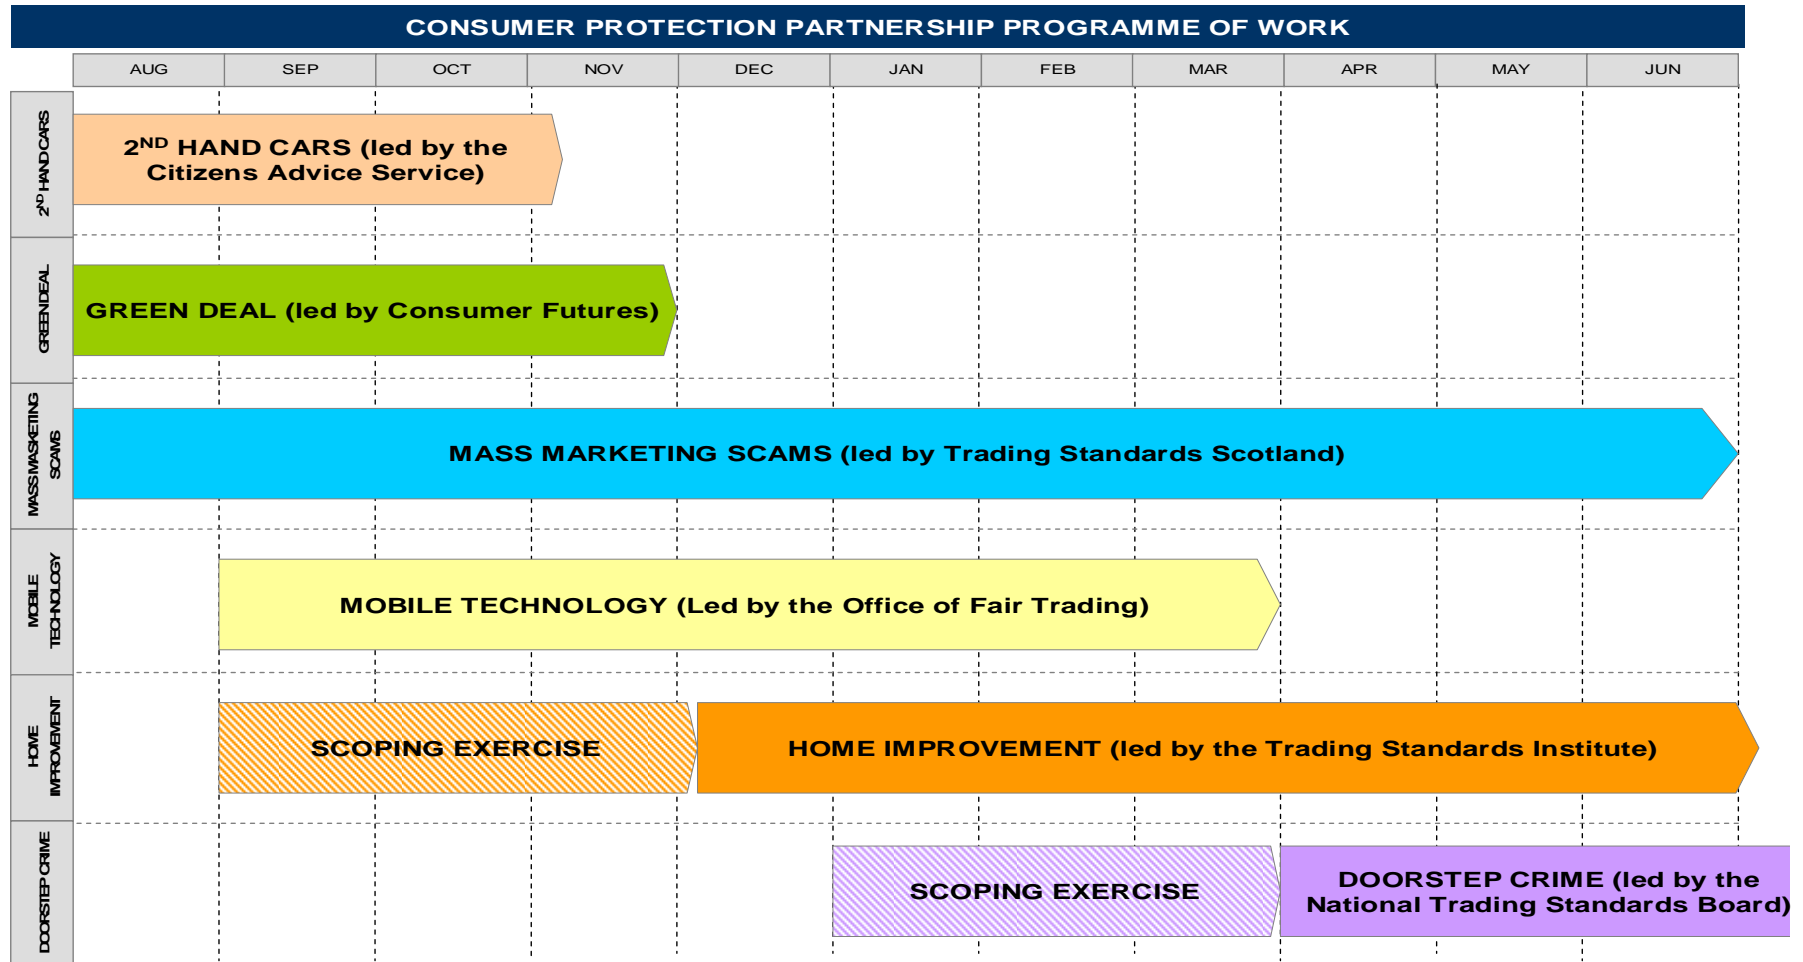 CONSUMER PROTECTION PARTNERSHIP PROGRAMME OF WORK
AUG SEP OCT NOV DEC JAN FEB MAR APR MAY JUN
2ND HAND CARS
2ND HAND CARS (led by the
Citizens Advice Service)
GREEN DEAL
GREEN DEAL (led by Consumer Futures)
MASS MASKETING
SCAMS
MASS MARKETING SCAMS (led by Trading Standards Scotland)
MOBILE
TECHNOLOGY
MOBILE TECHNOLOGY (Led by the Office of Fair Trading)
HOME
IMPROVEMENT
SCOPING EXERCISE
HOME IMPROVEMENT (led by the Trading Standards Institute)
DOORSTEP CRIME
SCOPING EXERCISE
DOORSTEP CRIME (led by the
National Trading Standards Board)